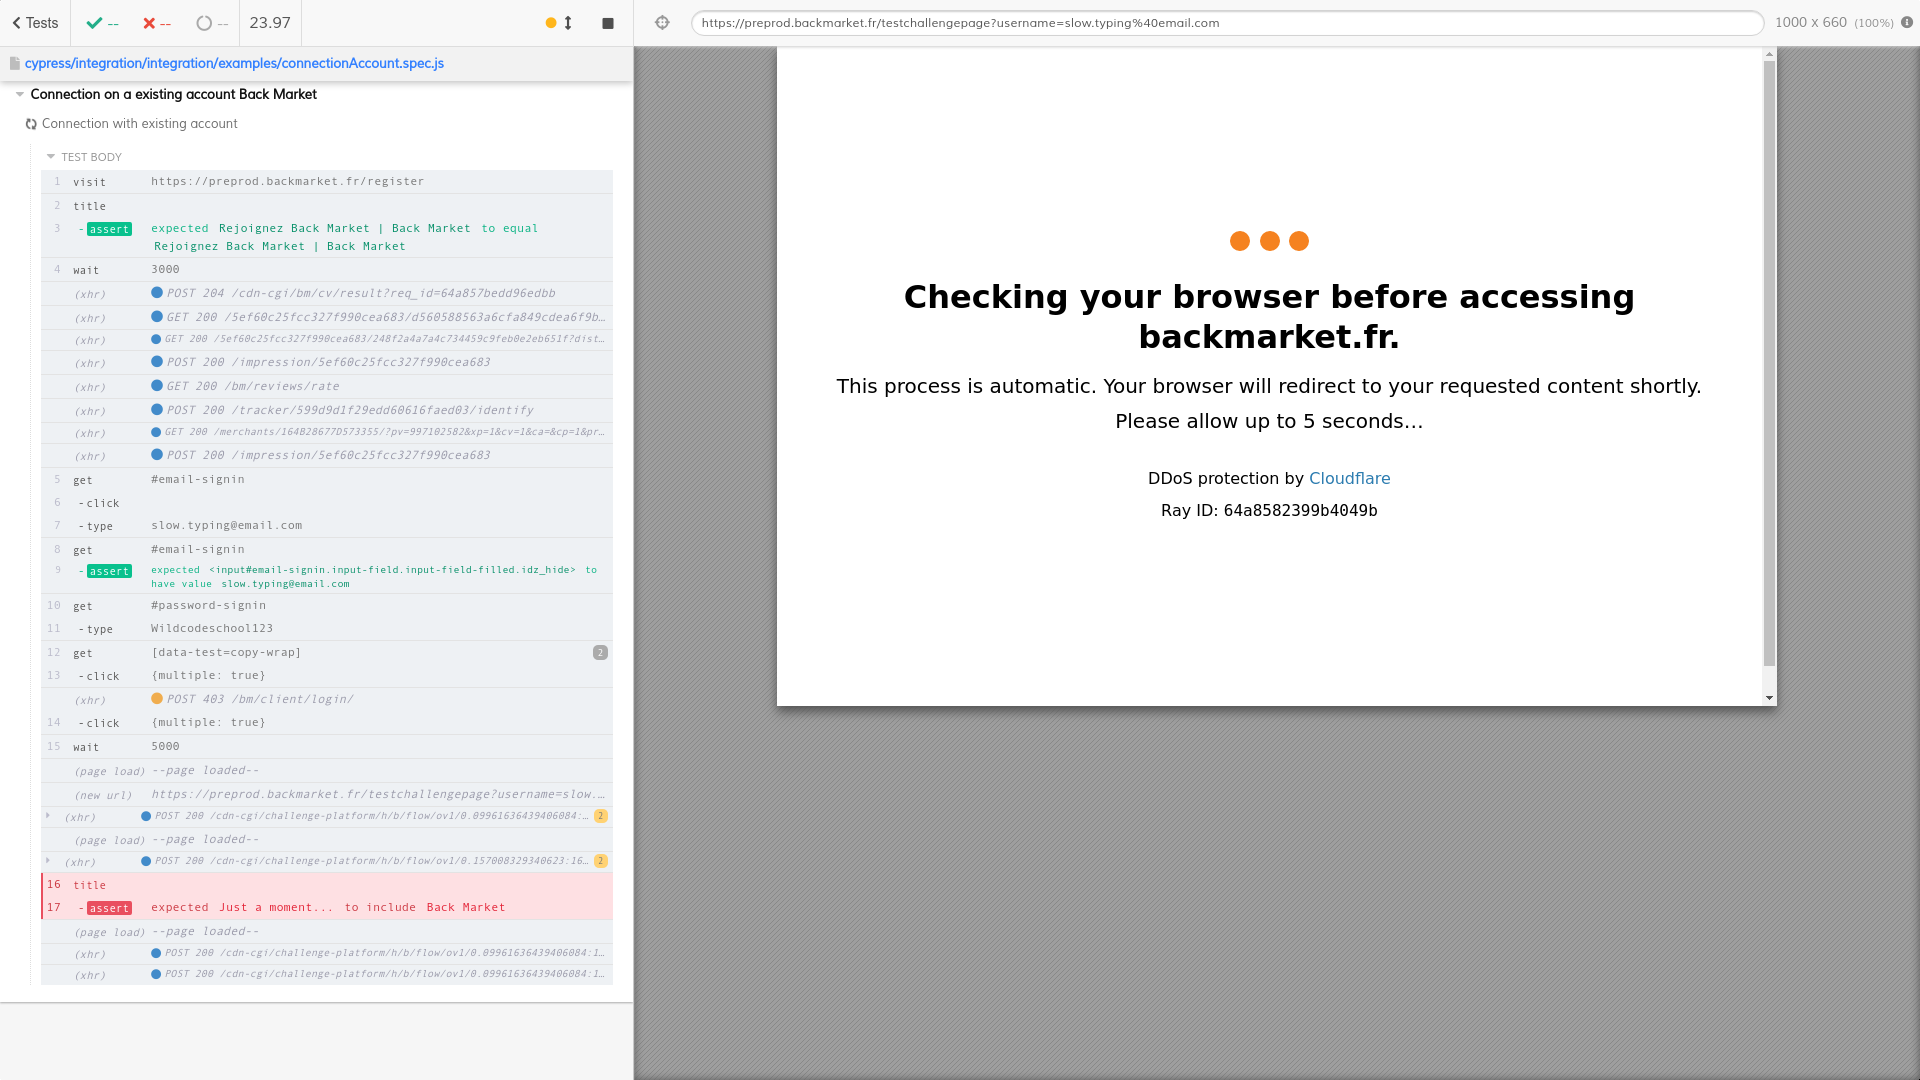 Tests
--
--
--
23.97
https://preprod.backmarket.fr/testchallengepage?username=slow.typing%40email.com
1000 x 660 (100%)
cypress/integration/integration/examples/connectionAccount.spec.js
Connection on a existing account Back Market
Connection with existing account
TEST BODY
1 visit https://preprod.backmarket.fr/register
2 title
3 - assert expected Rejoignez Back Market | Back Market to equal
Rejoignez Back Market | Back Market
4 wait 3000
(xhr) POST 204 /cdn-cgi/bm/cv/result?req_id=64a857bedd96edbb
(xhr) GET 200 /5ef60c25fcc327f990cea683/d560588563a6cfa849cdea6f9b…
(xhr) GET 200 /5ef60c25fcc327f990cea683/248f2a4a7a4c734459c9feb0e2eb651f?dist…
(xhr) POST 200 /impression/5ef60c25fcc327f990cea683
(xhr) GET 200 /bm/reviews/rate
(xhr) POST 200 /tracker/599d9d1f29edd60616faed03/identify
(xhr) GET 200 /merchants/164B28677D573355/?pv=997102582&xp=1&cv=1&ca=&cp=1&pr…
(xhr) POST 200 /impression/5ef60c25fcc327f990cea683
5 get #email-signin
6 -click
7 -type slow.typing@email.com
8 get #email-signin
9 - assert expected <input#email-signin.input-field.input-field-filled.idz_hide> to
have value slow.typing@email.com
10 get #password-signin
11 -type Wildcodeschool123
12 get [data-test=copy-wrap] 2
13 -click {multiple: true}
(xhr) POST 403 /bm/client/login/
14 -click {multiple: true}
15 wait 5000
(page load) --page loaded--
(new url) https://preprod.backmarket.fr/testchallengepage?username=slow.…
(xhr) POST 200 /cdn-cgi/challenge-platform/h/b/flow/ov1/0.09961636439406084:… 2
(page load) --page loaded--
(xhr) POST 200 /cdn-cgi/challenge-platform/h/b/flow/ov1/0.157008329340623:16… 2
16 title
17 - assert expected Just a moment... to include Back Market
(page load) --page loaded--
(xhr) POST 200 /cdn-cgi/challenge-platform/h/b/flow/ov1/0.09961636439406084:1…
(xhr) POST 200 /cdn-cgi/challenge-platform/h/b/flow/ov1/0.09961636439406084:1…
Checking your browser before accessing
backmarket.fr.
This process is automatic. Your browser will redirect to your requested content shortly.
Please allow up to 5 seconds…
DDoS protection by Cloudflare
Ray ID: 64a8582399b4049b